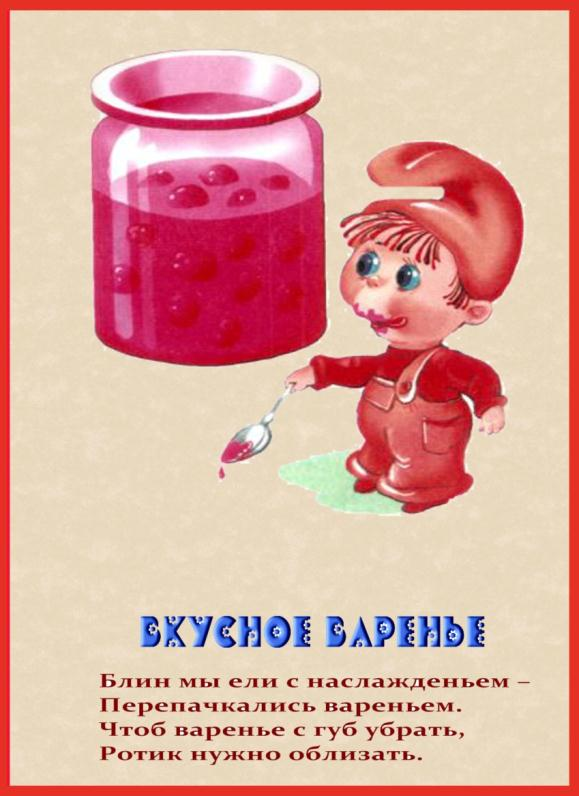 ВКУСНОЕ ВАРЕНЬЕ
Блин мы ели с наслажденьем –
Перепачкались вареньем.
Чтоб варенье с губ убрать,
Ротик нужно облизать.